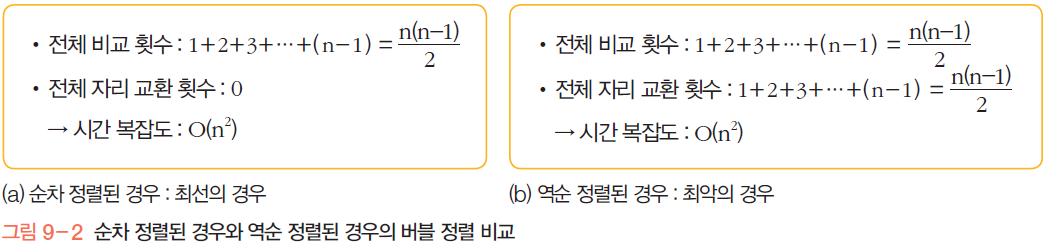 • 전체 비교 횟수 : 1+2+3+⋯+(n−1) = n(n−1)/2
• 전체 자리 교환 횟수 : 0
→ 시간 복잡도 : O(n²)
(a) 순차 정렬된 경우 : 최선의 경우
• 전체 비교 횟수 : 1+2+3+⋯+(n−1) = n(n−1)/2
• 전체 자리 교환 횟수 : 1+2+3+⋯+(n−1) = n(n−1)/2
→ 시간 복잡도 : O(n²)
(b) 역순 정렬된 경우 : 최악의 경우
그림 9-2 순차 정렬된 경우와 역순 정렬된 경우의 버블 정렬 비교